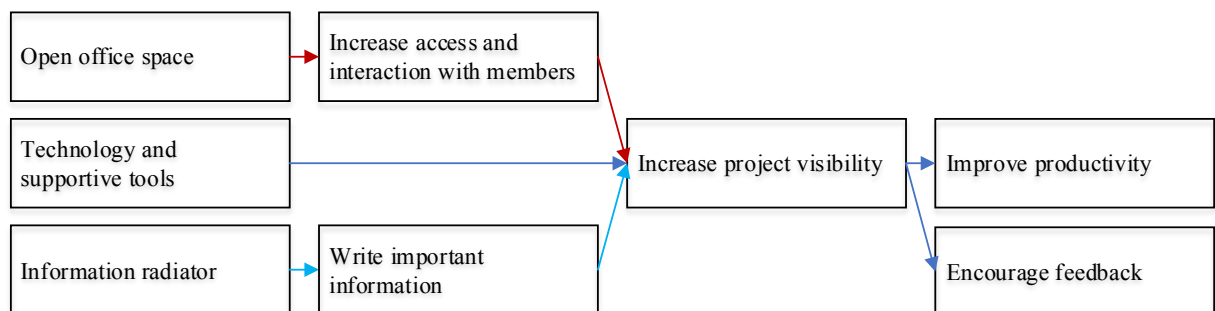 Open office space
Increase access and
interaction with members
Technology and
supportive tools
Increase project visibility
Improve productivity
Information radiator
Write important
information
Encourage feedback